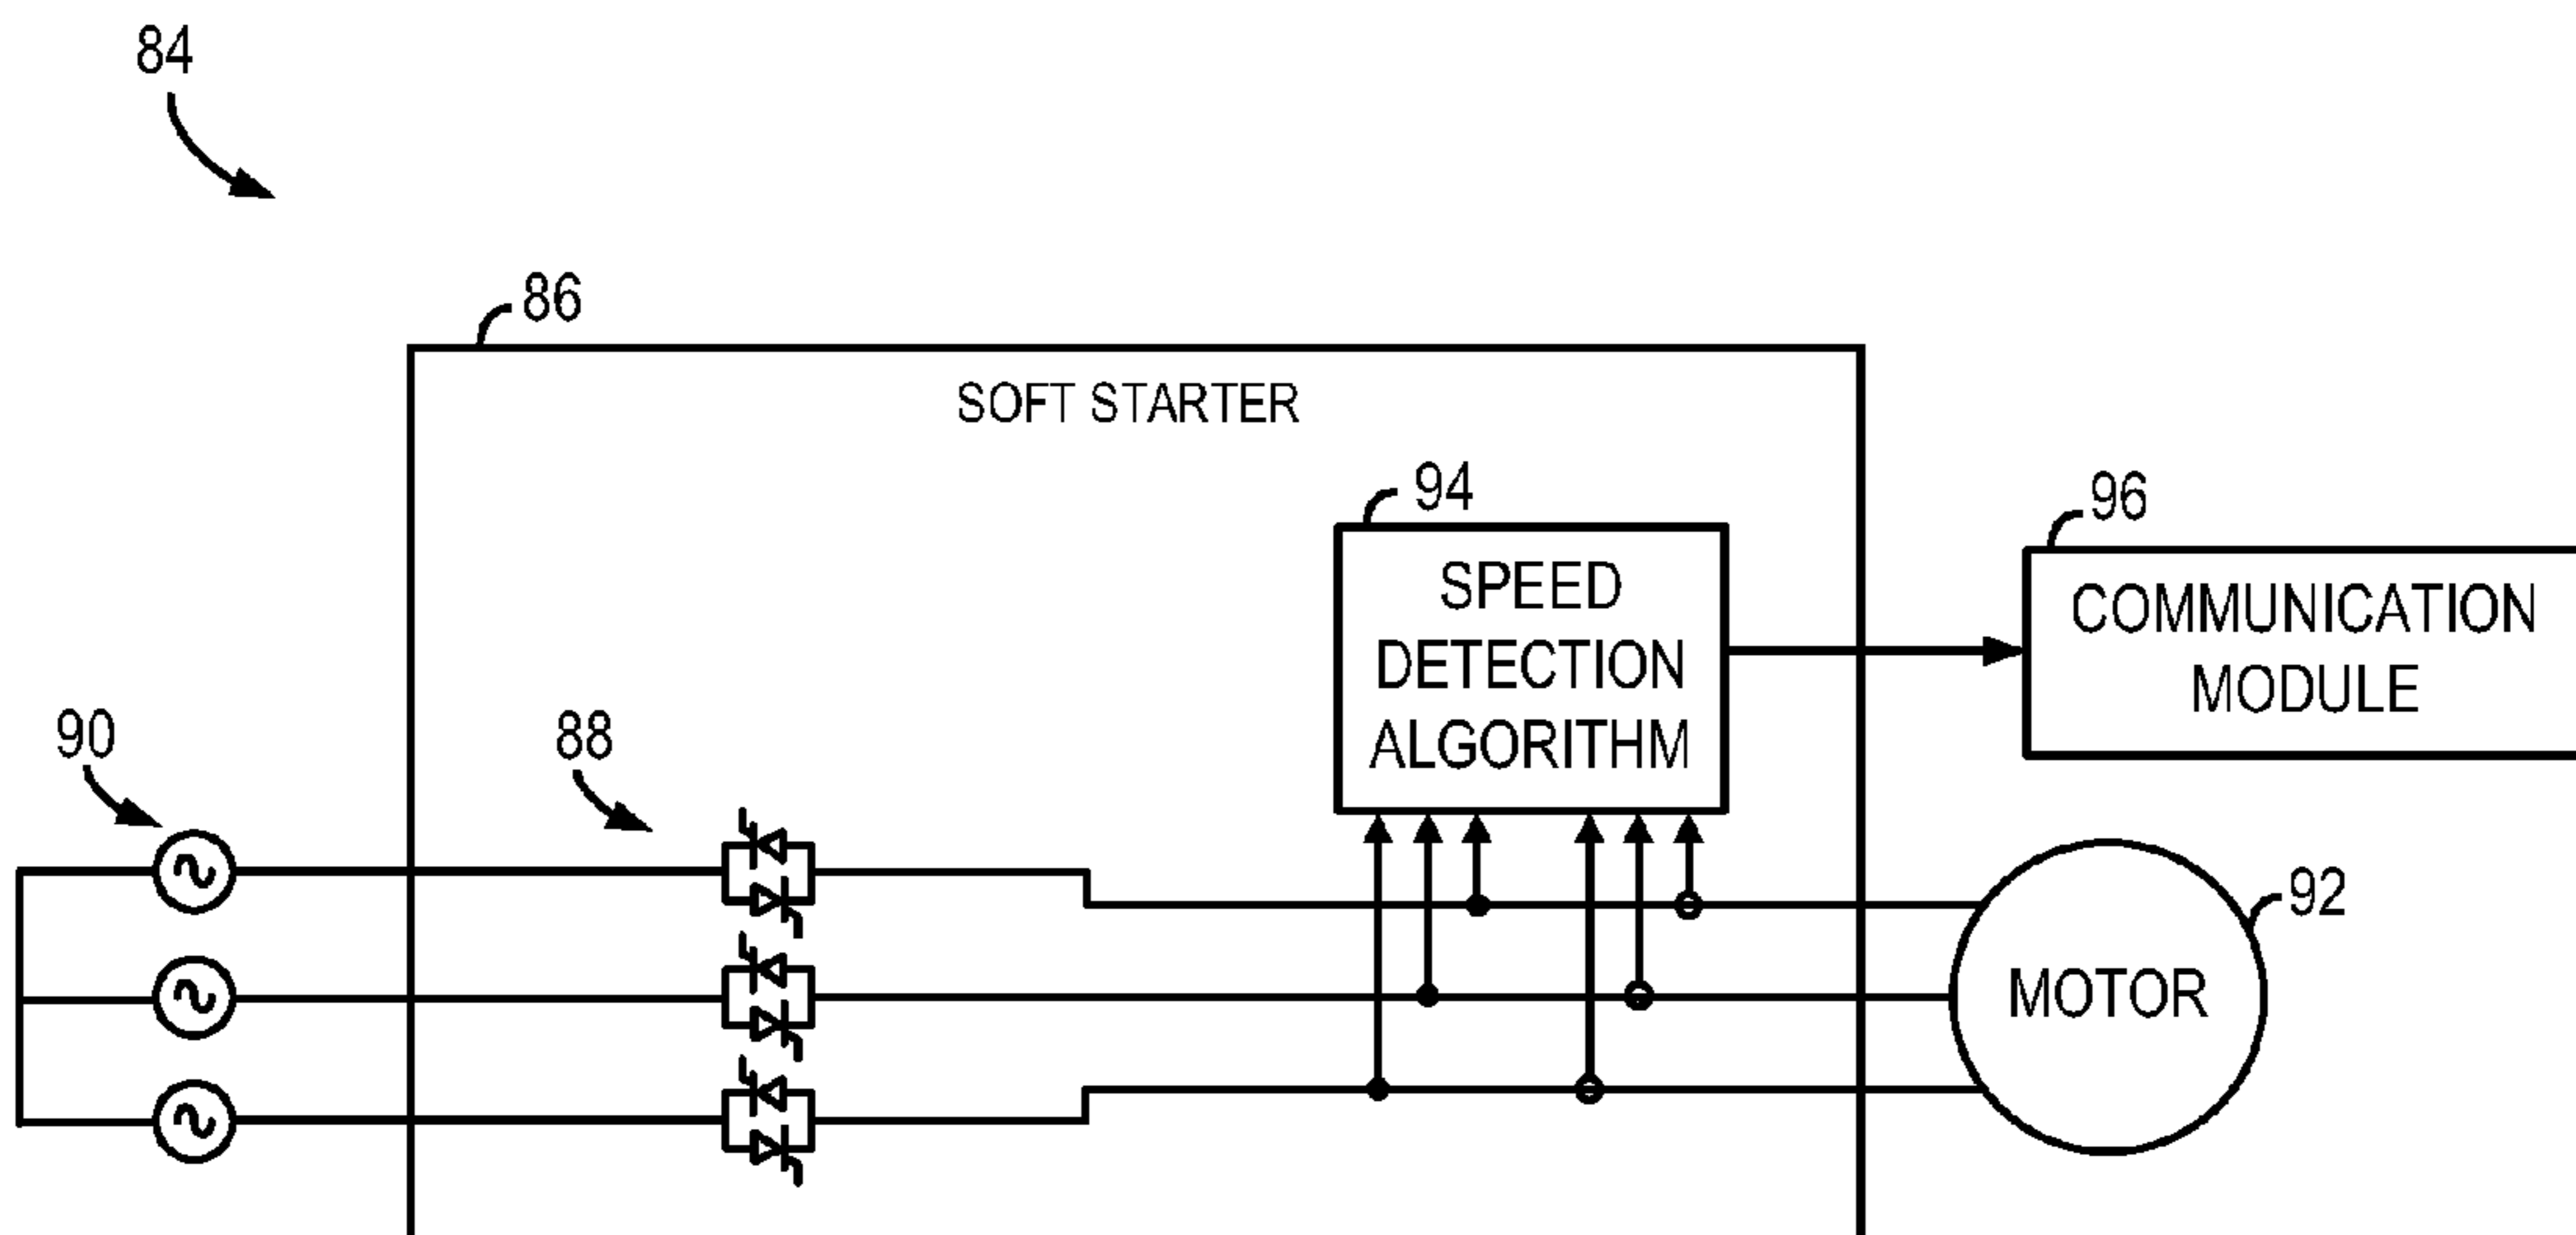 84
86
SOFT STARTER
94
SPEED
DETECTION
ALGORITHM
96
COMMUNICATION
MODULE
90
88
92
MOTOR